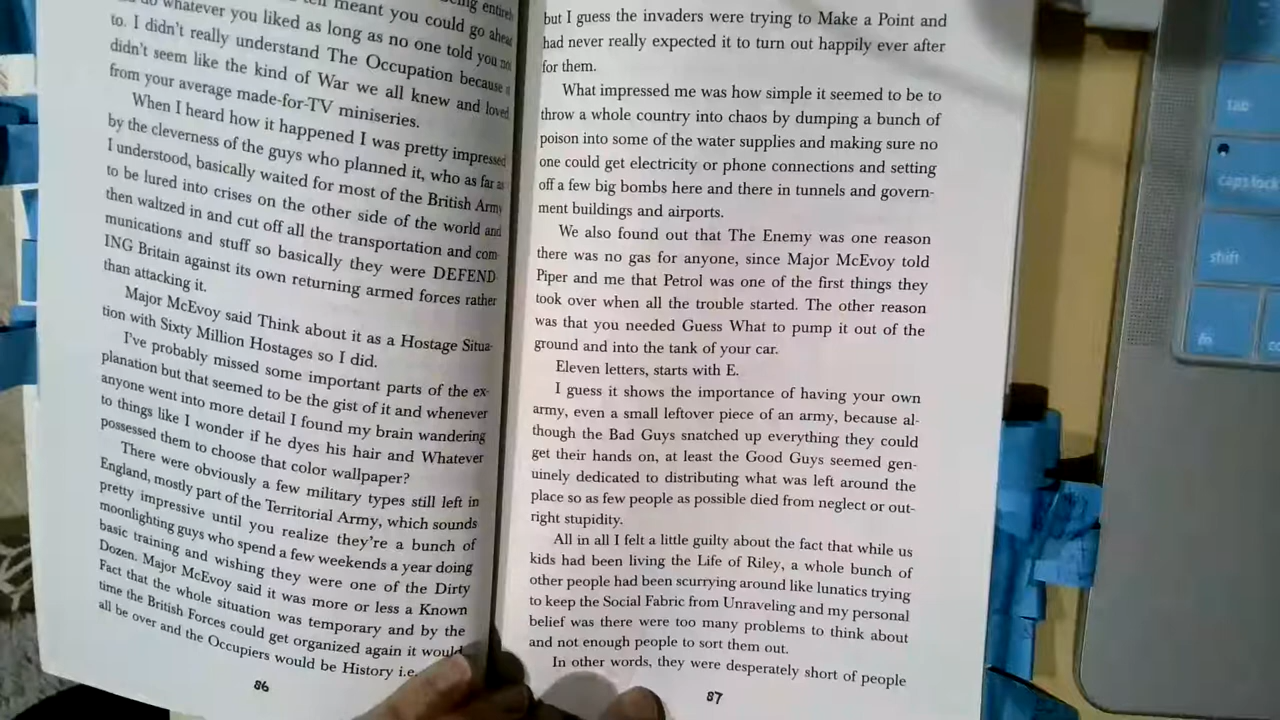 being entirely
meant you could go ahead
do whatever you liked as long as no one told you not
to. I didn't really understand The Occupation because it
didn't seem like the kind of War we all knew and loved
from your average made-for-TV miniseries.
When I heard how it happened I was pretty impressed
by the cleverness of the guys who planned it, who as far as
I understood, basically waited for most of the British Army
to be lured into crises on the other side of the world and
then waltzed in and cut off all the transportation and com-
munications and stuff so basically they were DEFEND-
ING Britain against its own returning armed forces rather
than attacking it.
Major McEvoy said Think about it as a Hostage Situa-
tion with Sixty Million Hostages so I did.
I've probably missed some important parts of the ex-
planation but that seemed to be the gist of it and whenever
anyone went into more detail I found my brain wandering
to things like I wonder if he dyes his hair and Whatever
possessed them to choose that color wallpaper?
There were obviously a few military types still left in
England, mostly part of the Territorial Army, which sounds
pretty impressive until you realize they're a bunch of
moonlighting guys who spend a few weekends a year doing
basic training and wishing they were one of the Dirty
Dozen. Major McEvoy said it was more or less a Known
Fact that the whole situation was temporary and by the
time the British Forces could get organized again it would
all be over and the Occupiers would be History i.e.
86
but I guess the invaders were trying to Make a Point and
had never really expected it to turn out happily ever after
for them.
What impressed me was how simple it seemed to be to
throw a whole country into chaos by dumping a bunch of
poison into some of the water supplies and making sure no
one could get electricity or phone connections and setting
off a few big bombs here and there in tunnels and govern-
ment buildings and airports.
We also found out that The Enemy was one reason
there was no gas for anyone, since Major McEvoy told
Piper and me that Petrol was one of the first things they
took over when all the trouble started. The other reason
was that you needed Guess What to pump it out of the
ground and into the tank of your car.
Eleven letters, starts with E.
I guess it shows the importance of having your own
army, even a small leftover piece of an army, because al-
though the Bad Guys snatched up everything they could
get their hands on, at least the Good Guys seemed gen-
uinely dedicated to distributing what was left around the
place so as few people as possible died from neglect or out-
right stupidity.
All in all I felt a little guilty about the fact that while us
kids had been living the Life of Riley, a whole bunch of
other people had been scurrying around like lunatics trying
to keep the Social Fabric from Unraveling and my personal
belief was there were too many problems to think about
and not enough people to sort them out.
In other words, they were desperately short of people
87
tab
caps lock
shift
fn